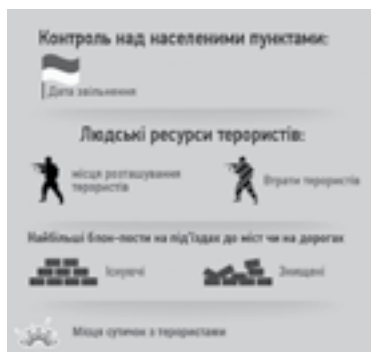 Контроль над населеними пунктами:
Дата звільнення
Людські ресурси терористів:
місця розташування
терористів
Втрати терористів
Найбільші блок-пости на під'їздах до міст чи на дорогах
Існуючі
Знищені
Місця сутичок з терористами